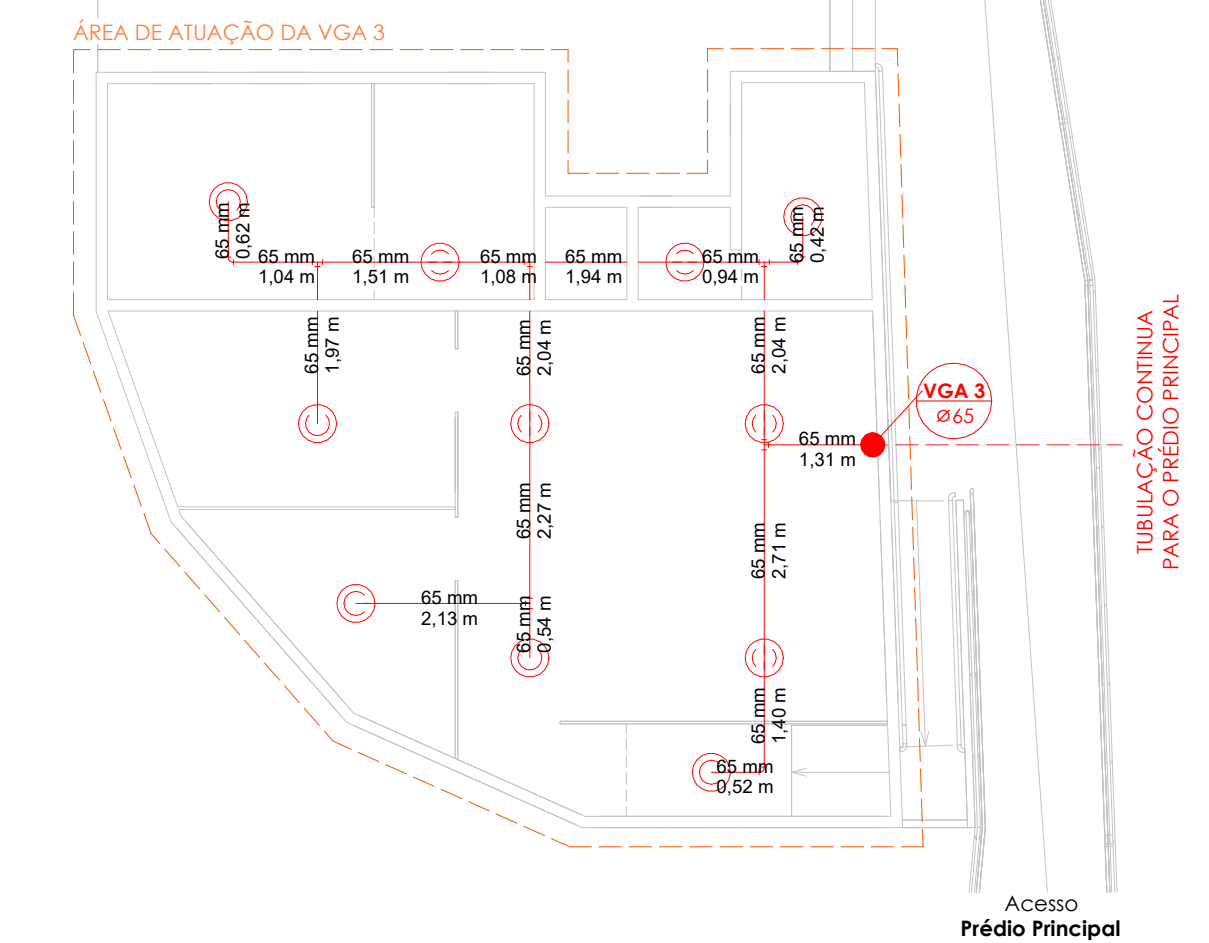 ÁREA DE ATUAÇÃO DA VGA 3
65 mm
0,62 m
65 mm
1,04 m
65 mm
1,51 m
65 mm
1,08 m
65 mm
1,94 m
65 mm
0,94 m
65 mm
0,42 m
65 mm
1,97 m
65 mm
2,04 m
65 mm
2,04 m
VGA 3
Ø65
65 mm
1,31 m
TUBULAÇÃO CONTINUA
PARA O PRÉDIO PRINCIPAL
65 mm
2,27 m
65 mm
2,71 m
65 mm
2,13 m
65 mm
0,54 m
65 mm
1,40 m
65 mm
0,52 m
Acesso
Prédio Principal